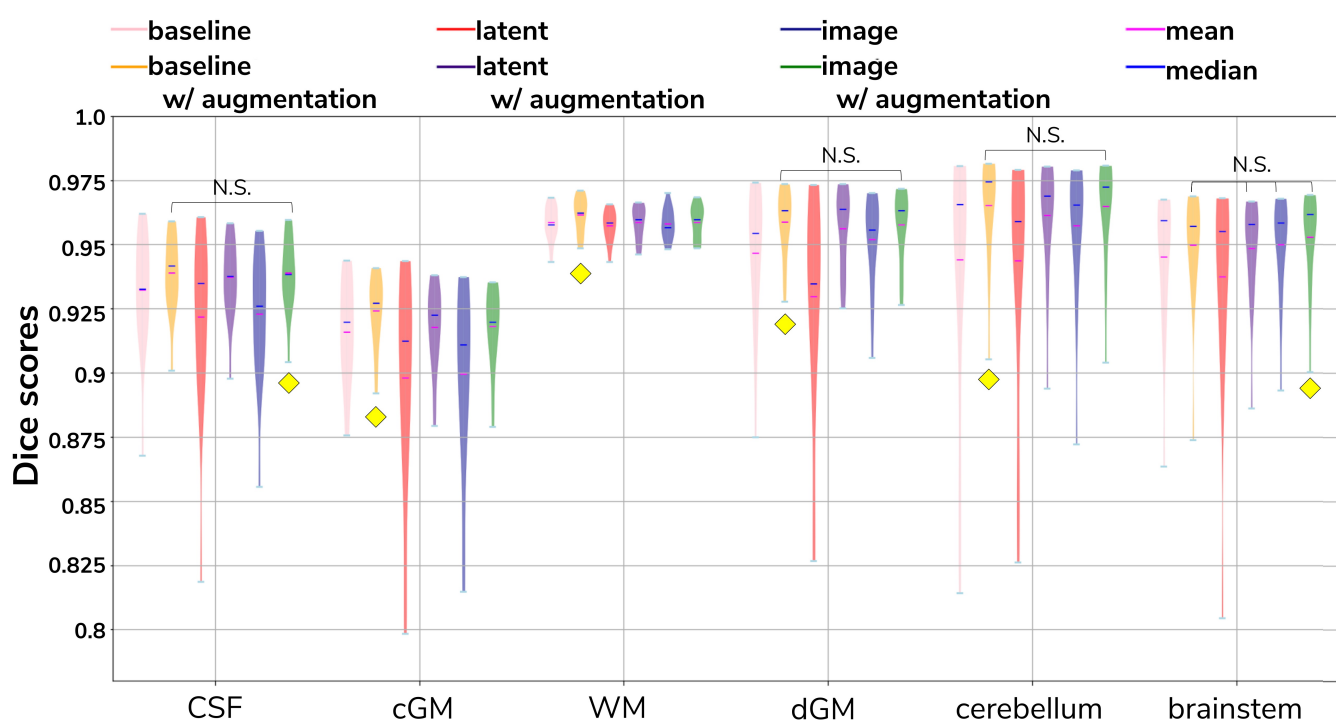 baseline latent image mean
baseline latent image median
w/ augmentation w/ augmentation w/ augmentation
1.0
N.S.
N.S.
N.S.
N.S.
0.975
0.95
0.925
0.9
0.875
0.85
0.825
0.8
Dice scores
CSF cGM WM dGM cerebellum brainstem